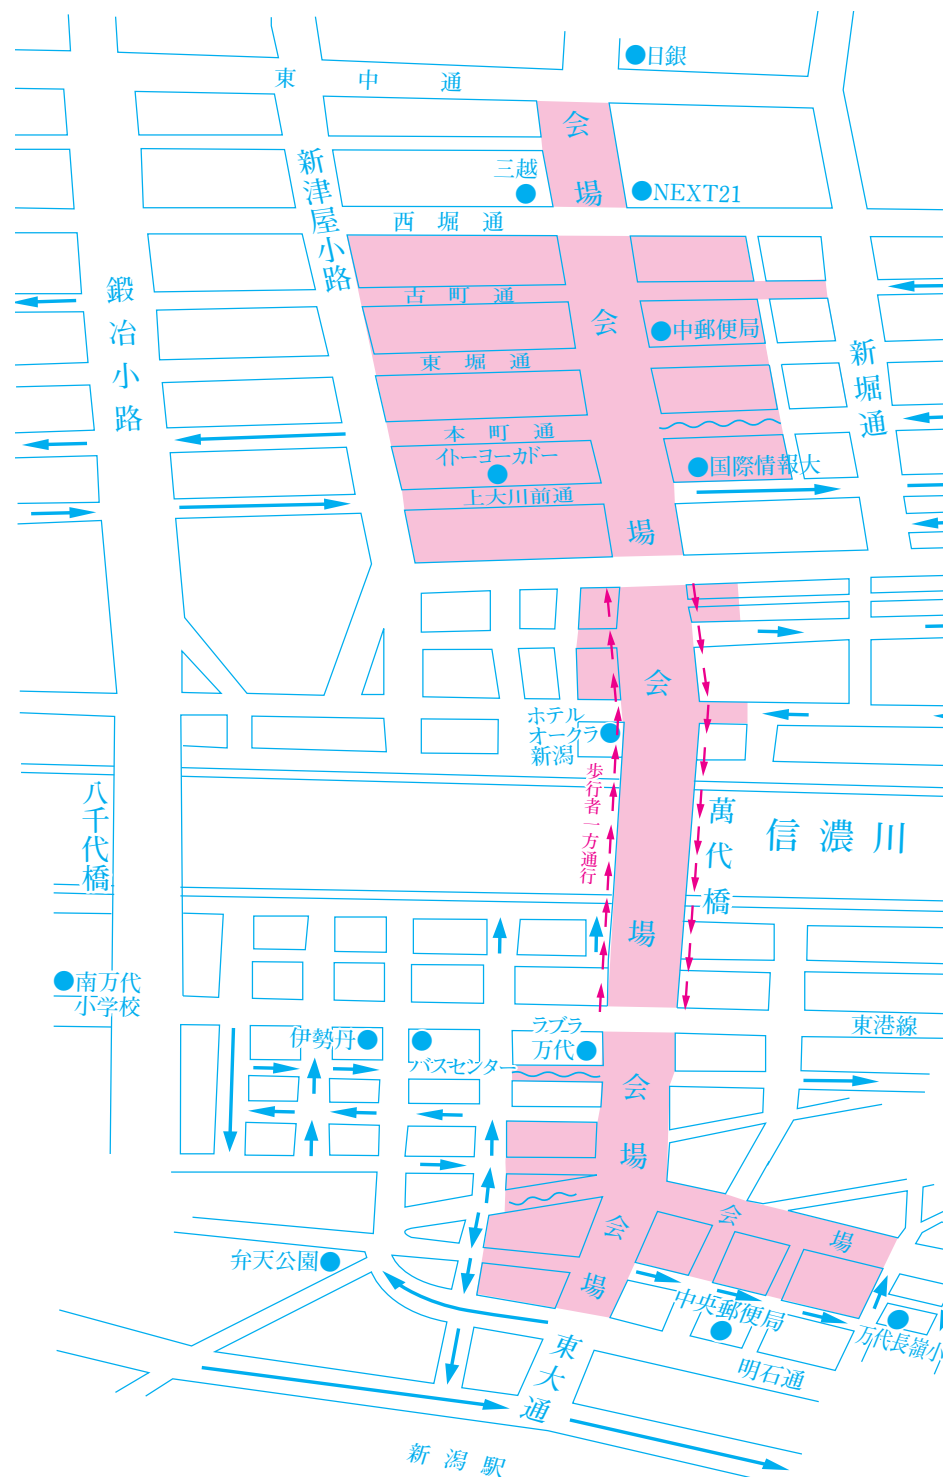 日銀
東中通
会場
三越
NEXT21
新津屋小路
西堀通
鍛冶小路
古町通
会場
中郵便局
新堀通
東堀通
本町通
イトーヨーカドー
国際情報大
上大川前通
会場
ホテル
オークラ
新潟
歩行者一方通行
八千代橋
萬代橋
信濃川
南万代
小学校
東港線
伊勢丹
バスセンター
ラブラ
万代
会場
会場
会場
弁天公園
中央郵便局
万代長嶺小
明石通
東大通
新潟駅